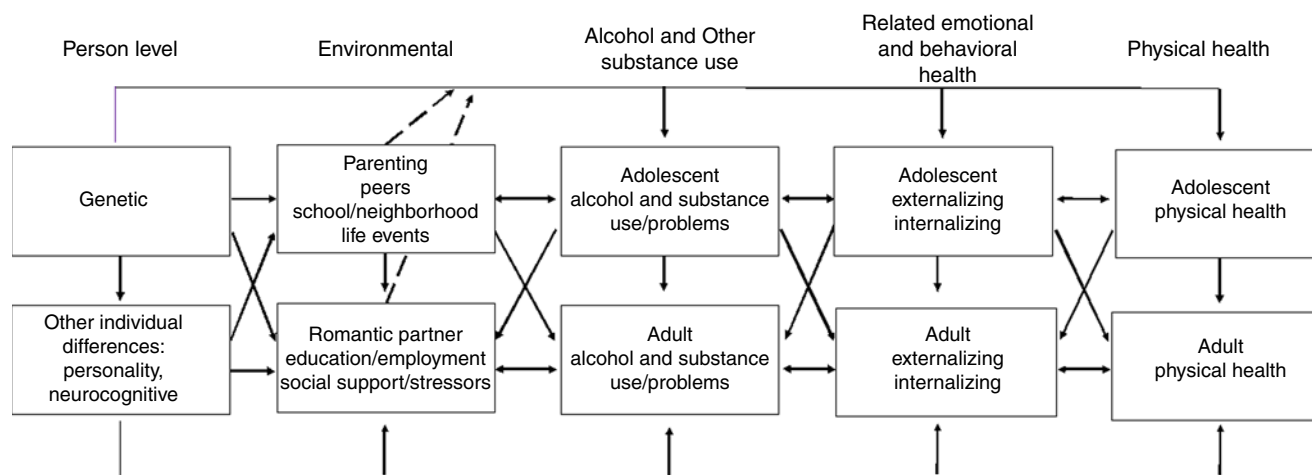 Person level
Environmental
Alcohol and Other
substance use
Related emotional
and behavioral
health
Physical health
Genetic
Parenting
peers
school/neighborhood
life events
Adolescent
alcohol and substance
use/problems
Adolescent
externalizing
internalizing
Adolescent
physical health
Other individual
differences:
personality,
neurocognitive
Romantic partner
education/employment
social support/stressors
Adult
alcohol and substance
use/problems
Adult
externalizing
internalizing
Adult
physical health